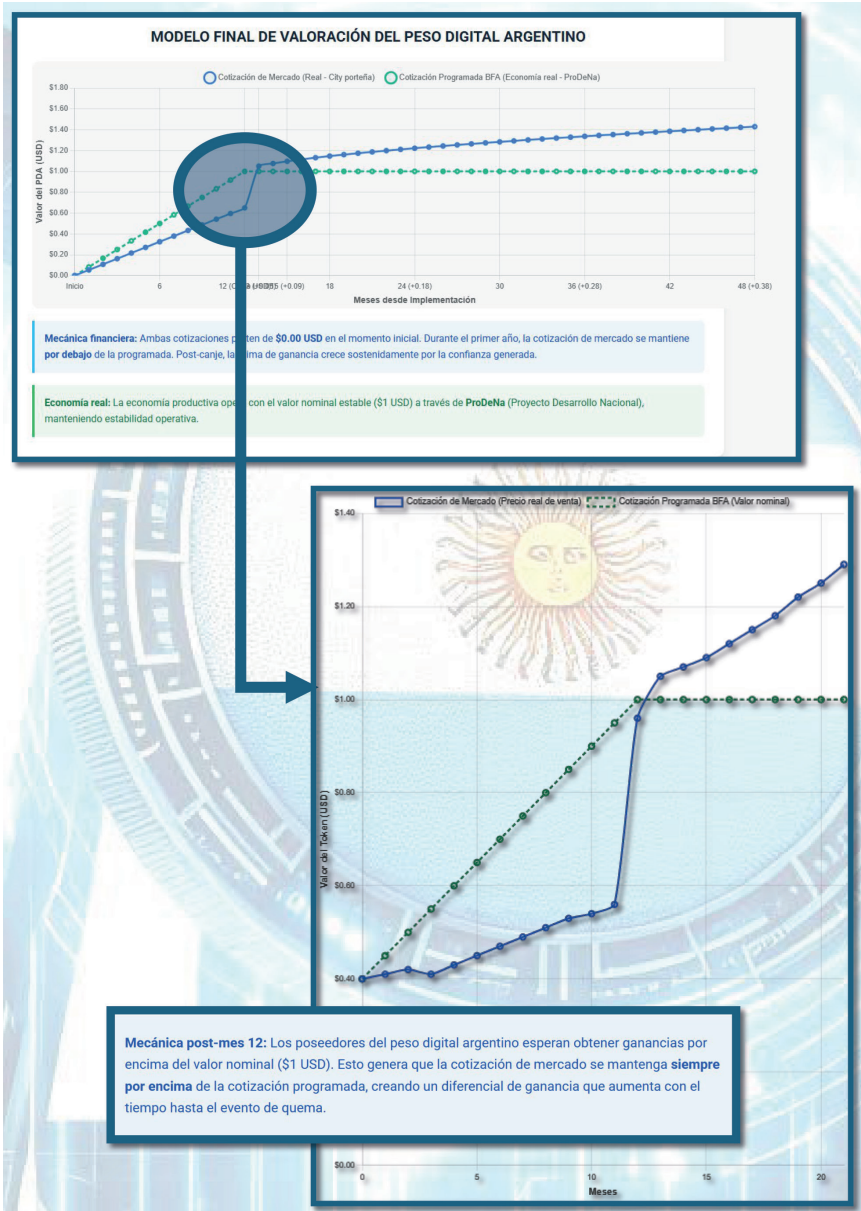 MODELO FINAL DE VALORACIÓN DEL PESO DIGITAL ARGENTINO
Cotización de Mercado (Real - City porteña) Cotización Programada BFA (Economía real - ProDeNa)
$1.80
$1.60
$1.40
$1.20
$1.00
$0.80
$0.60
$0.40
$0.20
$0.00
Valor del PDA (USD)
Inicio 6 12 (+0.09) 18 24 (+0.18) 30 36 (+0.28) 42 48 (+0.38)
Meses desde implementación
Mecánica financiera: Ambas cotizaciones de $0.00 USD en el momento inicial. Durante el primer año, la cotización de mercado se mantiene
por debajo de la programada. Post-canje, la de ganancia crece sostenidamente por la confianza generada.
Economía real: La economía productiva con el valor nominal estable ($1 USD) a través de ProDeNa (Proyecto Desarrollo Nacional),
manteniendo estabilidad operativa.
Cotización de Mercado (Precio real de venta) Cotización Programada BFA (Valor nominal)
$1.40
$1.20
$1.00
$0.80
$0.60
$0.40
$0.00
Valor del Token (USD)
0 5 10 15 20
Meses
Mecánica post-mes 12: Los poseedores del peso digital argentino esperan obtener ganancias por
encima del valor nominal ($1 USD). Esto genera que la cotización de mercado se mantenga siempre
por encima de la cotización programada, creando un diferencial de ganancia que aumenta con el
tiempo hasta el evento de quema.